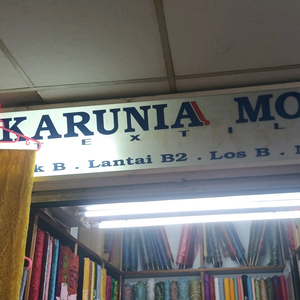 KARUNIA MO
TEXTIL
k B . Lantai B2 . Los B .